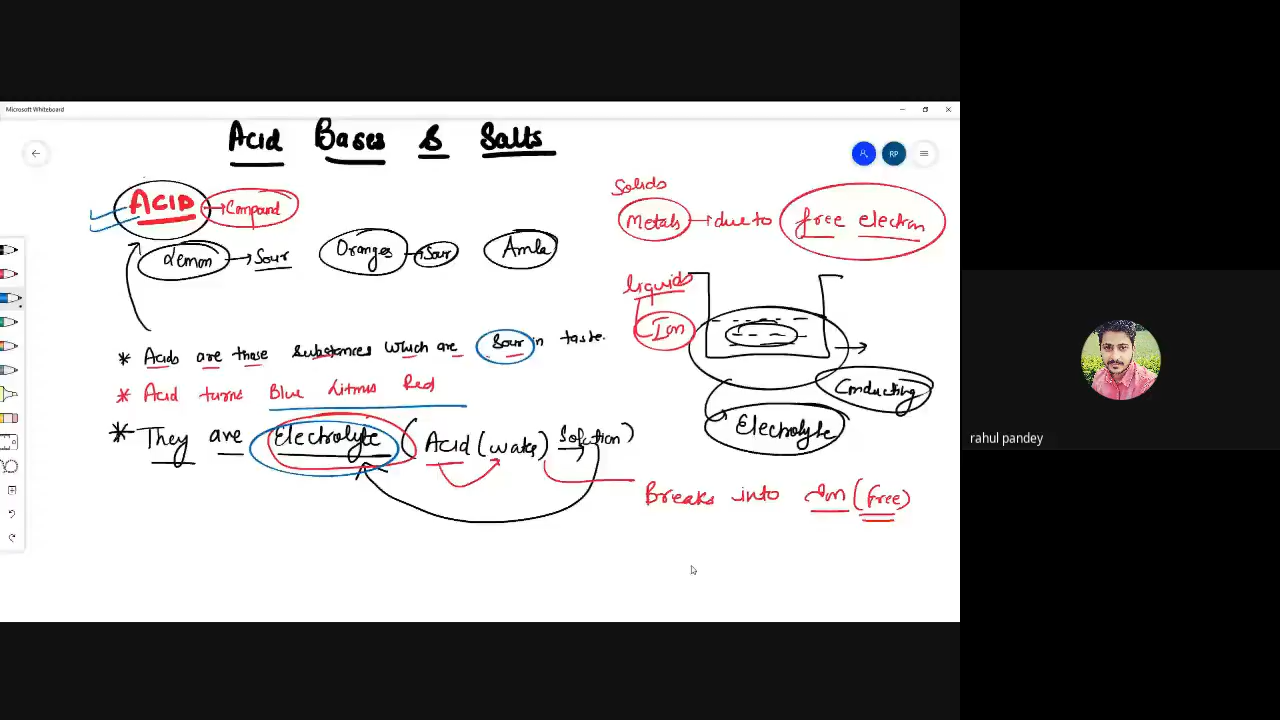 Microsoft Whiteboard
Acid Bases & Salts
RP
ACID → Compound
Lemon → Sour Oranges → Sour Amla
* Acids are those substances which are Sour in taste.
* Acid turns Blue Litmus Red
* They are Electrolyte (Acid (water) → Solution)
Solids
Metals → due to free electron
liquids
Ion
Conducting
Electrolyte
Breaks into Ion (free)
rahul pandey